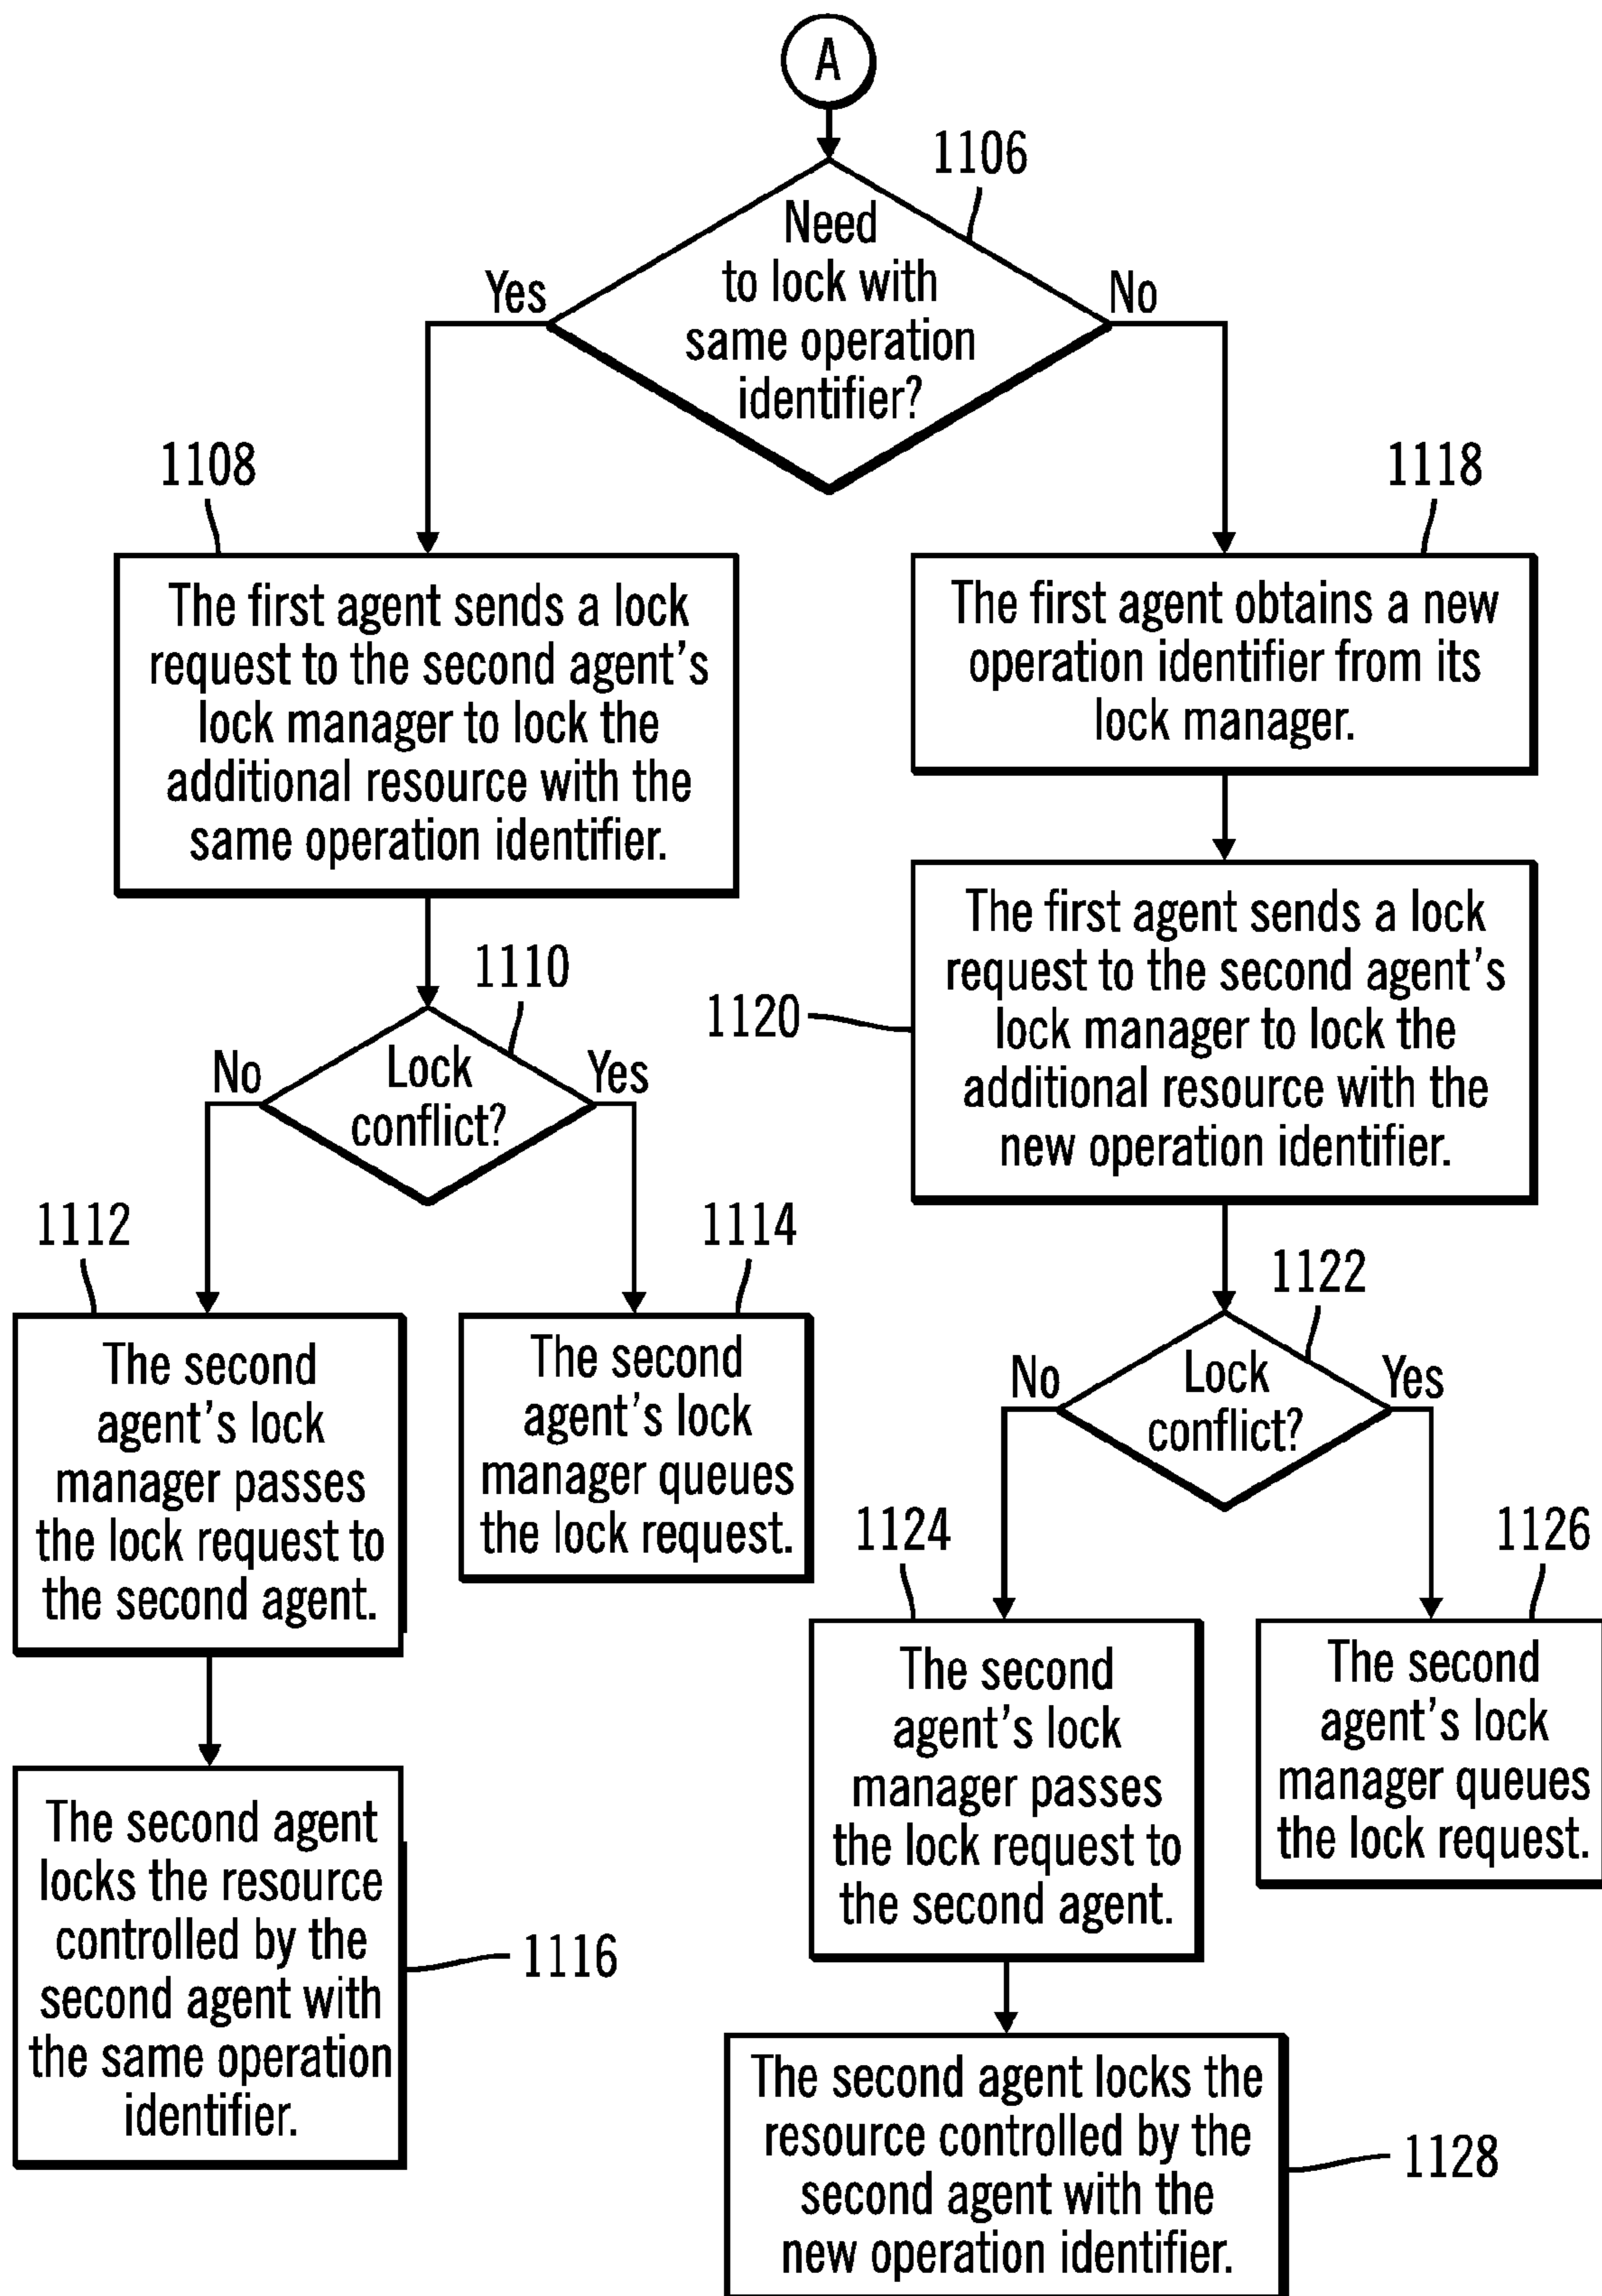 A
1106
Need
to lock with
same operation
identifier?
Yes
No
1108
The first agent sends a lock
request to the second agent's
lock manager to lock the
additional resource with the
same operation identifier.
1118
The first agent obtains a new
operation identifier from its
lock manager.
1110
Lock
conflict?
No
Yes
1120
The first agent sends a lock
request to the second agent's
lock manager to lock the
additional resource with the
new operation identifier.
1112
The second
agent's lock
manager passes
the lock request to
the second agent.
1114
The second
agent's lock
manager queues
the lock request.
1122
Lock
conflict?
No
Yes
1116
The second agent
locks the resource
controlled by the
second agent with
the same operation
identifier.
1124
The second
agent's lock
manager passes
the lock request to
the second agent.
1126
The second
agent's lock
manager queues
the lock request.
1128
The second agent locks the
resource controlled by the
second agent with the
new operation identifier.